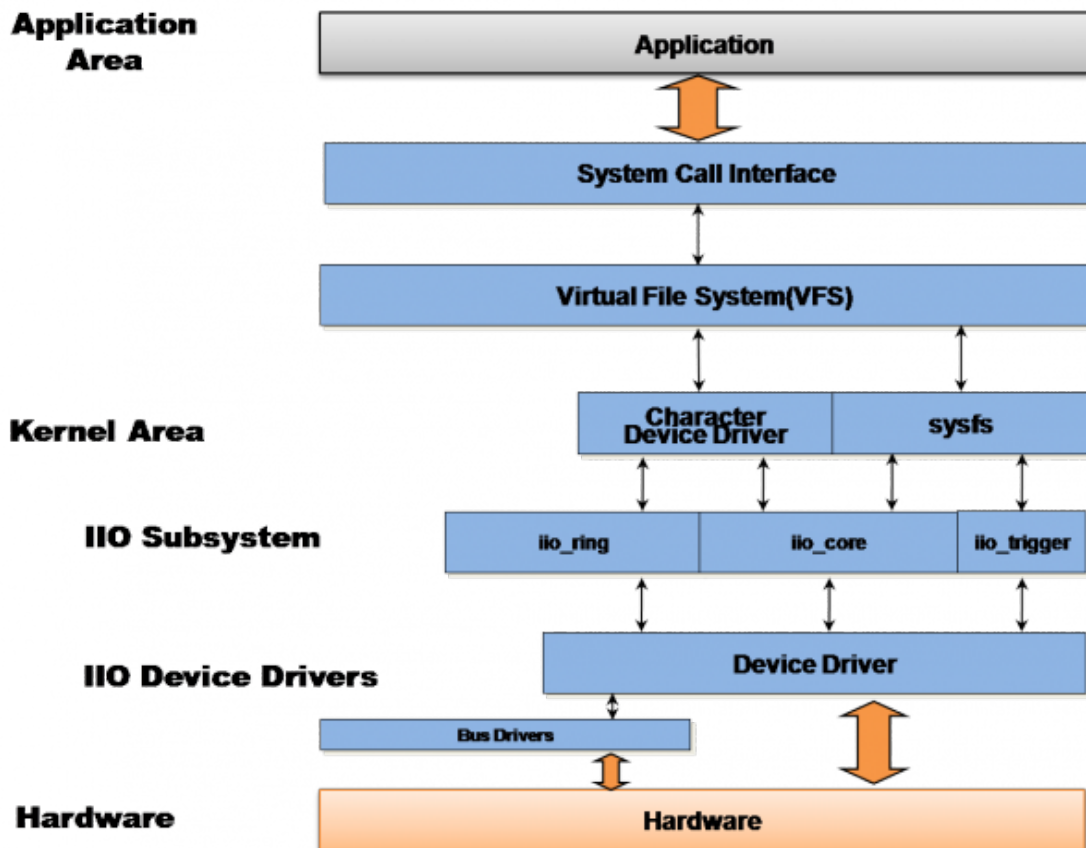 Application
Area
Application
System Call Interface
Virtual File System(VFS)
Kernel Area
Character
Device Driver
sysfs
IIO Subsystem
iio_ring
iio_core
iio_trigger
IIO Device Drivers
Device Driver
Bus Drivers
Hardware
Hardware